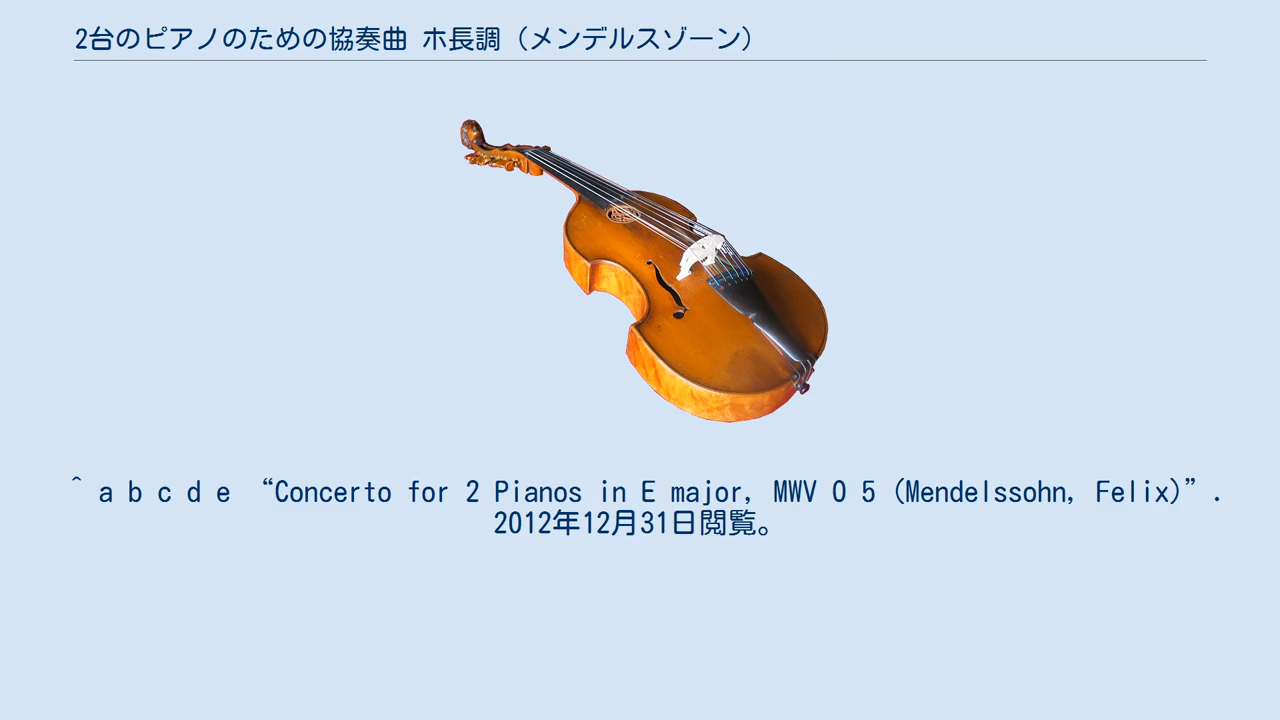 2台のピアノのための協奏曲 ホ長調（メンデルスゾーン）
^ a b c d e “Concerto for 2 Pianos in E major, MWV O 5 (Mendelssohn, Felix)”.
2012年12月31日閲覧。